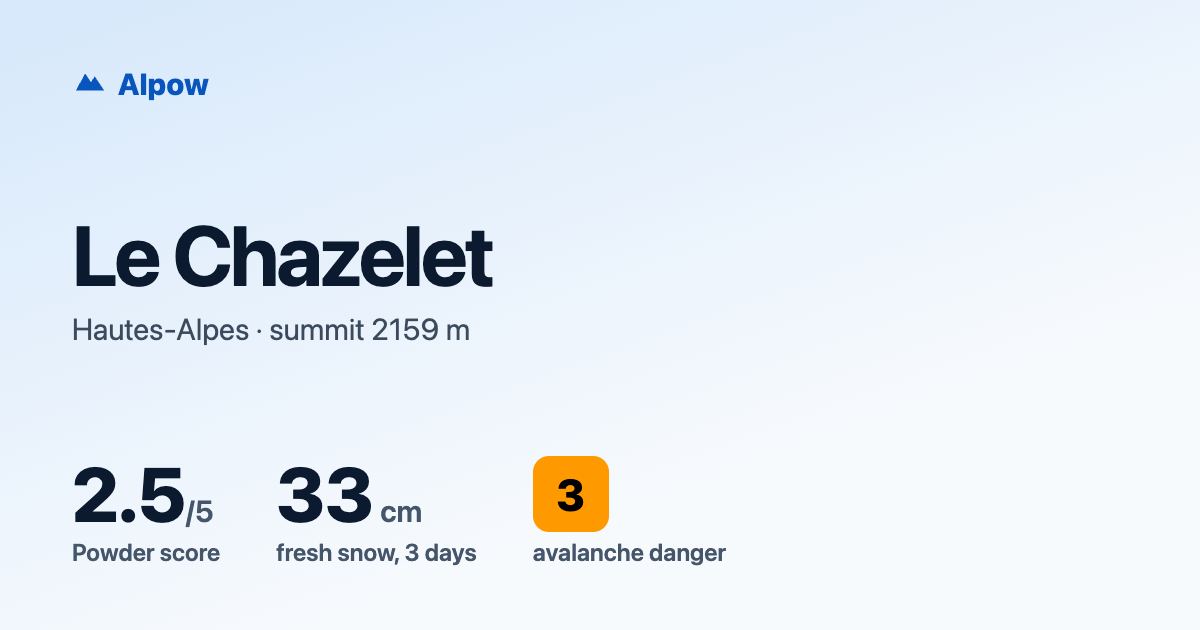 Alpow
Le Chazelet
Hautes-Alpes · summit 2159 m
2.5/5 33 cm 3
Powder score fresh snow, 3 days avalanche danger